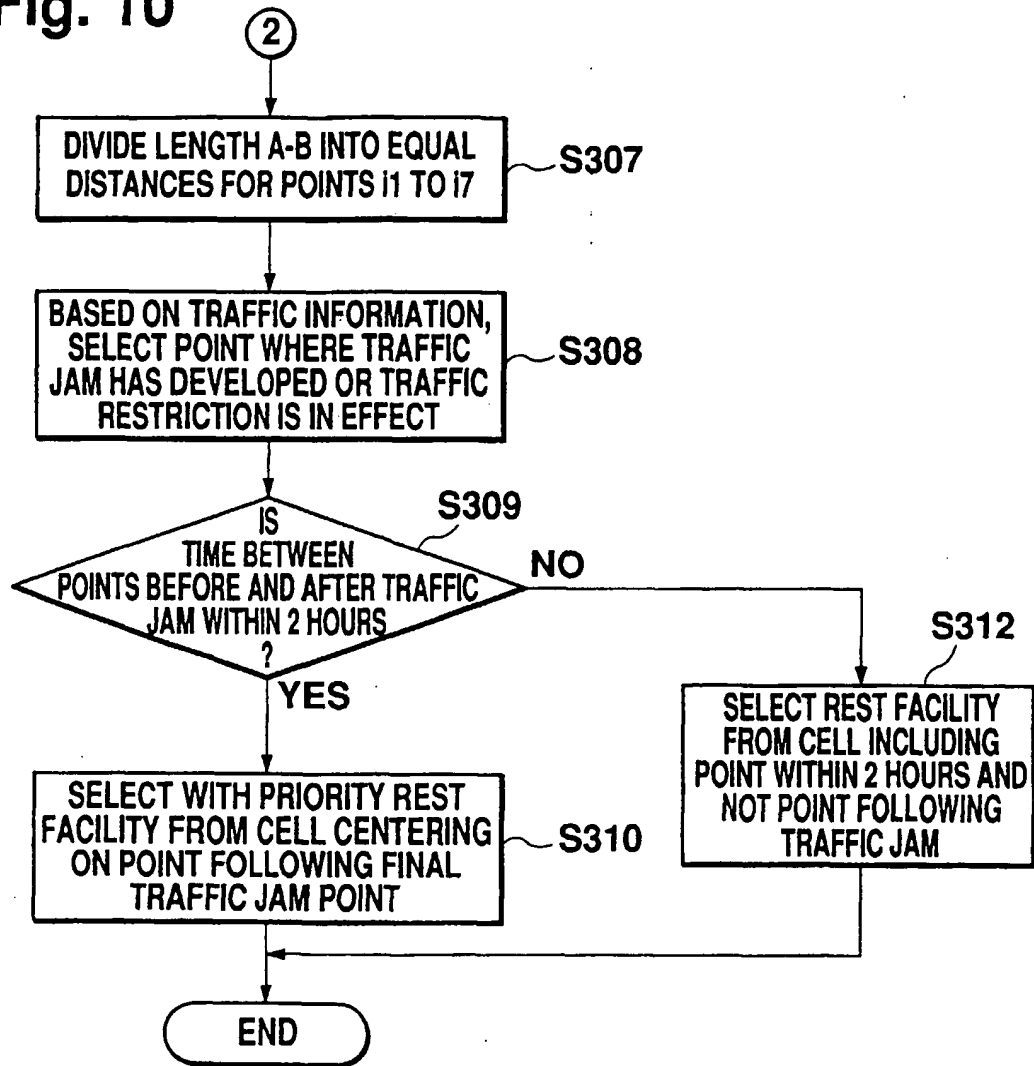 Fig. 10
2
DIVIDE LENGTH A-B INTO EQUAL
DISTANCES FOR POINTS i1 TO i7
S307
BASED ON TRAFFIC INFORMATION,
SELECT POINT WHERE TRAFFIC
JAM HAS DEVELOPED OR TRAFFIC
RESTRICTION IS IN EFFECT
S308
S309
IS
TIME BETWEEN
POINTS BEFORE AND AFTER TRAFFIC
JAM WITHIN 2 HOURS
?
NO
YES
S312
SELECT REST FACILITY
FROM CELL INCLUDING
POINT WITHIN 2 HOURS AND
NOT POINT FOLLOWING
TRAFFIC JAM
SELECT WITH PRIORITY REST
FACILITY FROM CELL CENTERING
ON POINT FOLLOWING FINAL
TRAFFIC JAM POINT
S310
END